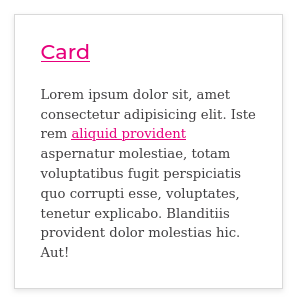 Card
Lorem ipsum dolor sit, amet
consectetur adipisicing elit. Iste
rem aliquid provident
aspernatur molestiae, totam
voluptatibus fugit perspiciatis
quo corrupti esse, voluptates,
tenetur explicabo. Blanditiis
provident dolor molestias hic.
Aut!